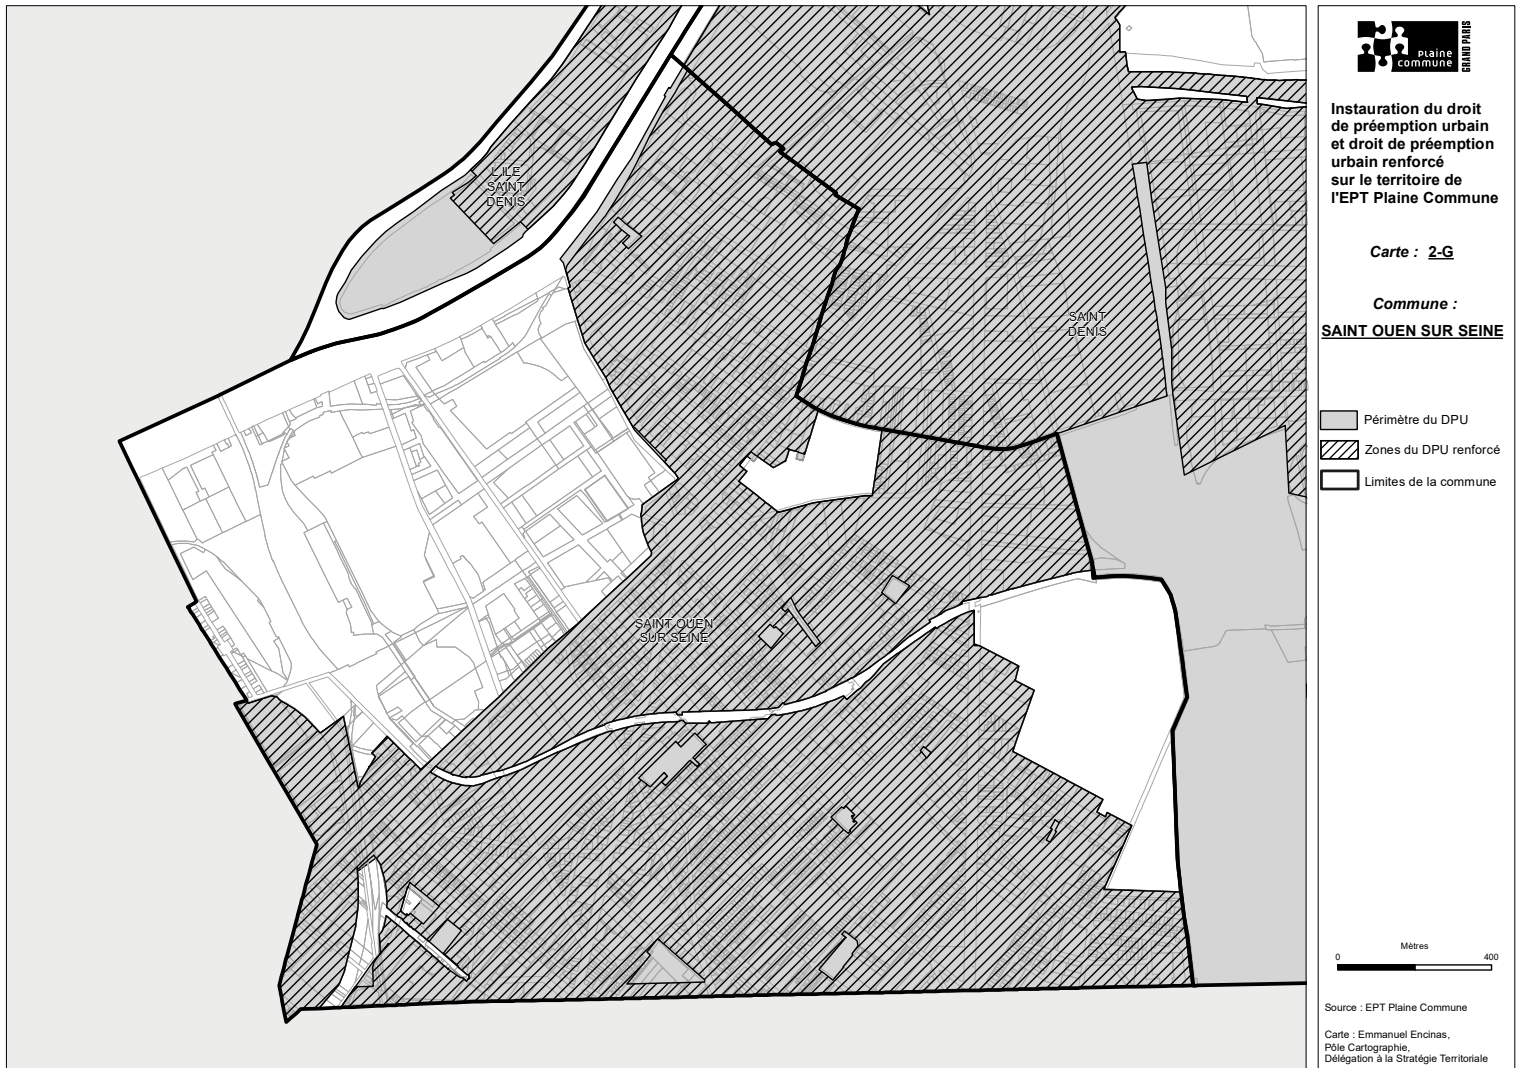 L'ILE
SAINT
DENIS
SAINT
DENIS
SAINT OUEN
SUR SEINE
PLaine
commune
GRAND PARIS
Instauration du droit
de préemption urbain
et droit de préemption
urbain renforcé
sur le territoire de
l'EPT Plaine Commune
Carte : 2-G
Commune :
SAINT OUEN SUR SEINE
Périmètre du DPU
Zones du DPU renforcé
Limites de la commune
Mètres
0 400
Source : EPT Plaine Commune
Carte : Emmanuel Encinas,
Pôle Cartographie,
Délégation à la Stratégie Territoriale